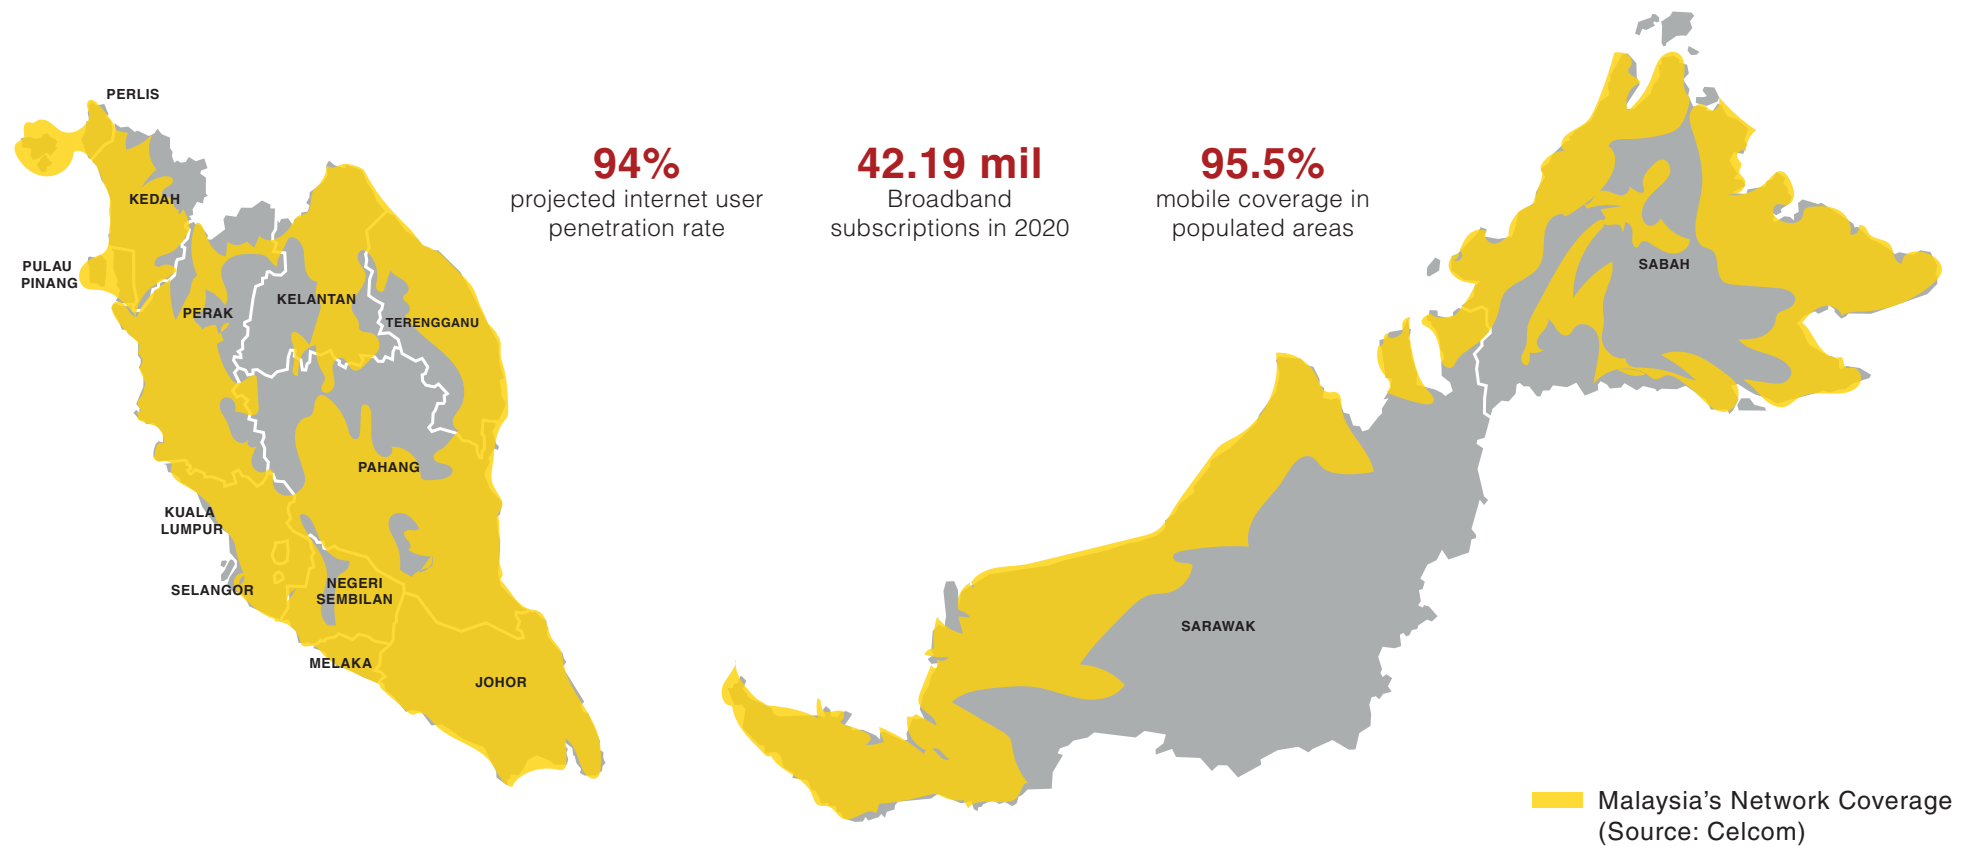 PERLIS
94%
projected internet user
penetration rate
42.19 mil
Broadband
subscriptions in 2020
95.5%
mobile coverage in
populated areas
KEDAH
PULAU
PINANG
PERAK
KELANTAN
TERENGGANU
PAHANG
KUALA
LUMPUR
SELANGOR
NEGERI
SEMBILAN
MELAKA
JOHOR
SABAH
SARAWAK
Malaysia's Network Coverage
(Source: Celcom)